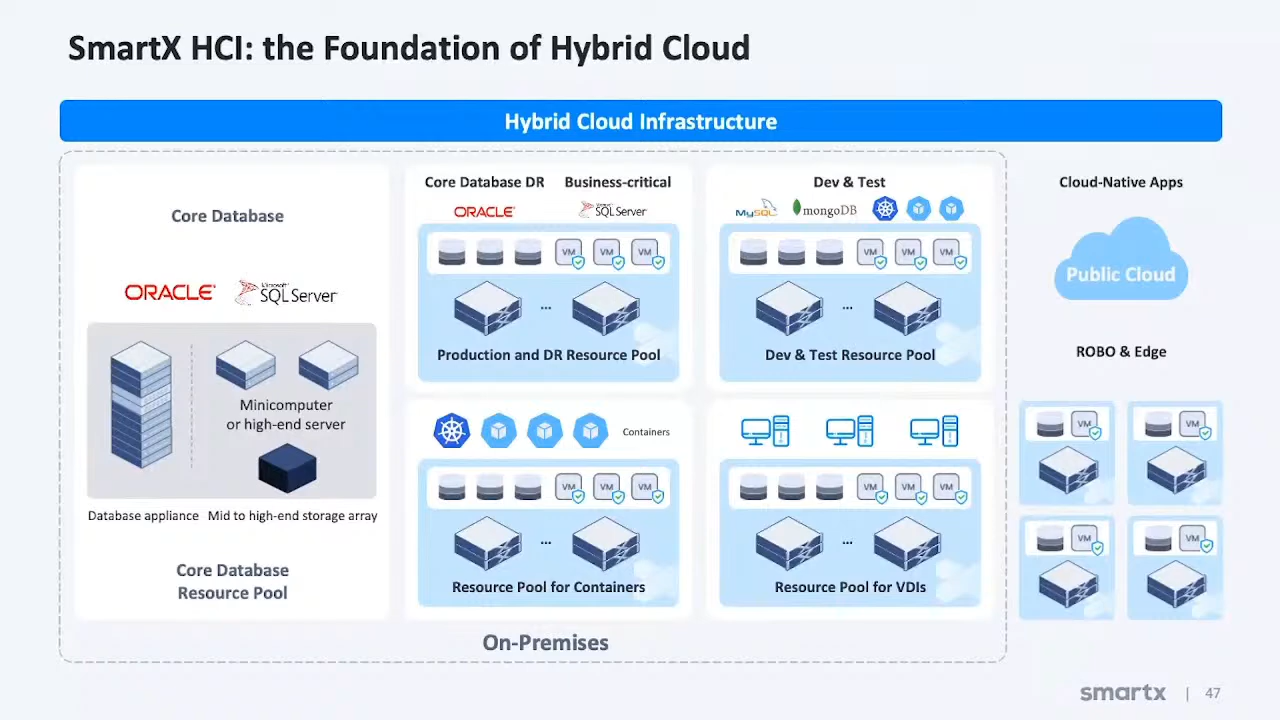 SmartX HCI: the Foundation of Hybrid Cloud
Hybrid Cloud Infrastructure
Core Database
ORACLE
Microsoft
SQL Server
Database appliance
Minicomputer
or high-end server
Mid to high-end storage array
Core Database
Resource Pool
Core Database DR
Business-critical
ORACLE
Microsoft
SQL Server
VM
VM
VM
...
Production and DR Resource Pool
Dev & Test
MySQL
mongoDB
VM
VM
VM
...
Dev & Test Resource Pool
Containers
VM
VM
VM
...
Resource Pool for Containers
VM
VM
VM
...
Resource Pool for VDIs
On-Premises
Cloud-Native Apps
Public Cloud
ROBO & Edge
VM
VM
VM
VM
smartx | 47